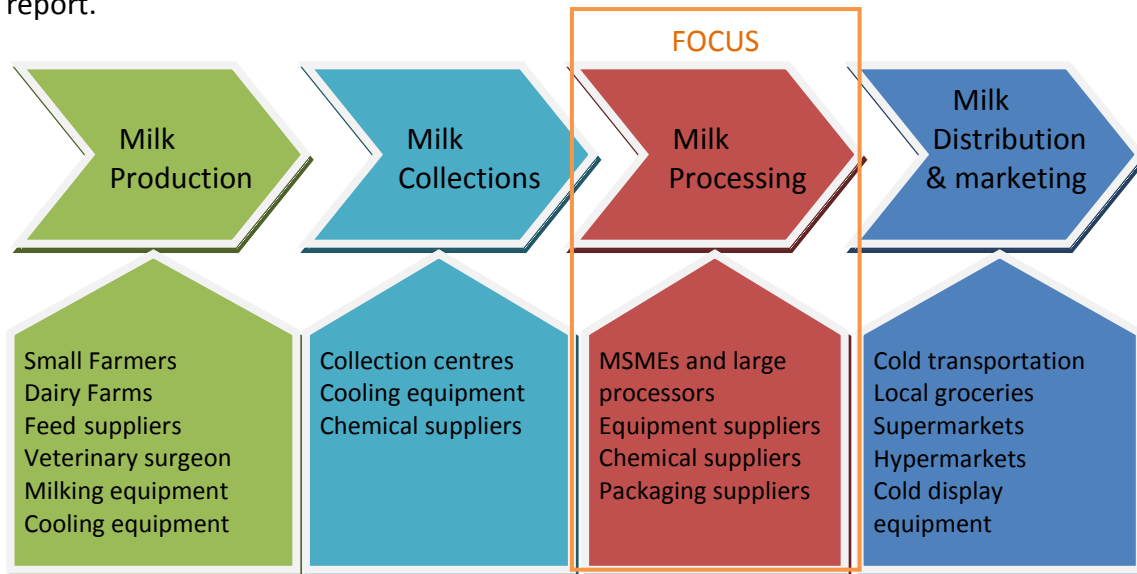 report.
FOCUS
Milk
Production
Milk
Collections
Milk
Processing
Milk
Distribution
& marketing
Small Farmers
Dairy Farms
Feed suppliers
Veterinary surgeon
Milking equipment
Cooling equipment
Collection centres
Cooling equipment
Chemical suppliers
MSMEs and large
processors
Equipment suppliers
Chemical suppliers
Packaging suppliers
Cold transportation
Local groceries
Supermarkets
Hypermarkets
Cold display
equipment